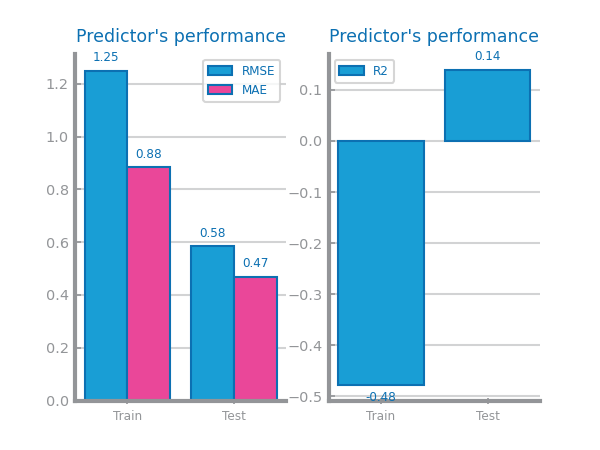 Predictor's performance
1.25
RMSE
MAE
1.2
1.0
0.88
0.8
0.6
0.58
0.47
0.4
0.2
0.0
Train
Test
Predictor's performance
0.14
R2
0.1
0.0
−0.1
−0.2
−0.3
−0.4
−0.5
-0.48
Train
Test